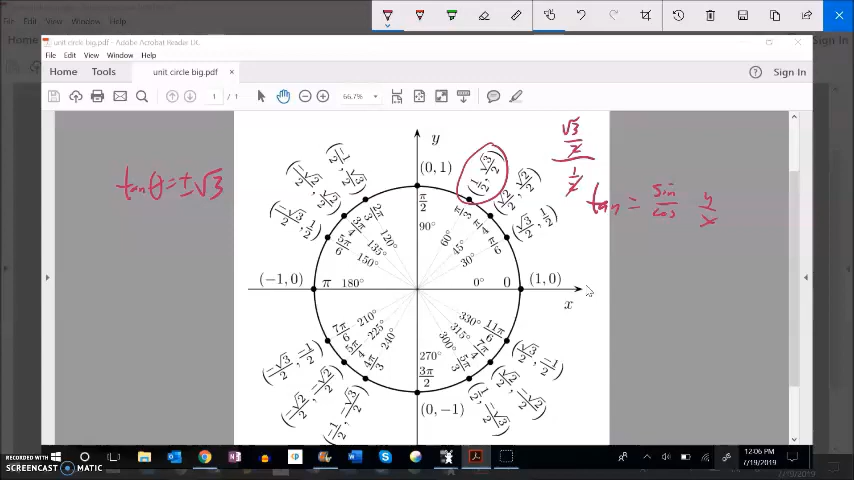 File Edit View Window
unit circle big.pdf - Adobe Acrobat Reader DC
File Edit View Window Help
Home Tools unit circle big.pdf × Sign In
1 / 1 66.7%
tan θ = ± √3
√3/2
1/2
tan = sin/cos y/x
y
x
(0, 1)
(1/2, √3/2)
(√2/2, √2/2)
(√3/2, 1/2)
(-1/2, √3/2)
(-√2/2, √2/2)
(-√3/2, 1/2)
π/2
90°
π/3 π/4 π/6
60° 45° 30°
2π/3 3π/4 5π/6
120° 135° 150°
(-1, 0) π 180° 0° 0 (1, 0)
7π/6 5π/4 4π/3
210° 225° 240°
330° 315° 300°
11π/6 7π/4 5π/3
270°
3π/2
(-√3/2, -1/2)
(-√2/2, -√2/2)
(-1/2, -√3/2)
(√3/2, -1/2)
(√2/2, -√2/2)
(1/2, -√3/2)
(0, -1)
RECORDED WITH
SCREENCAST MATIC
12:06 PM
7/19/2019